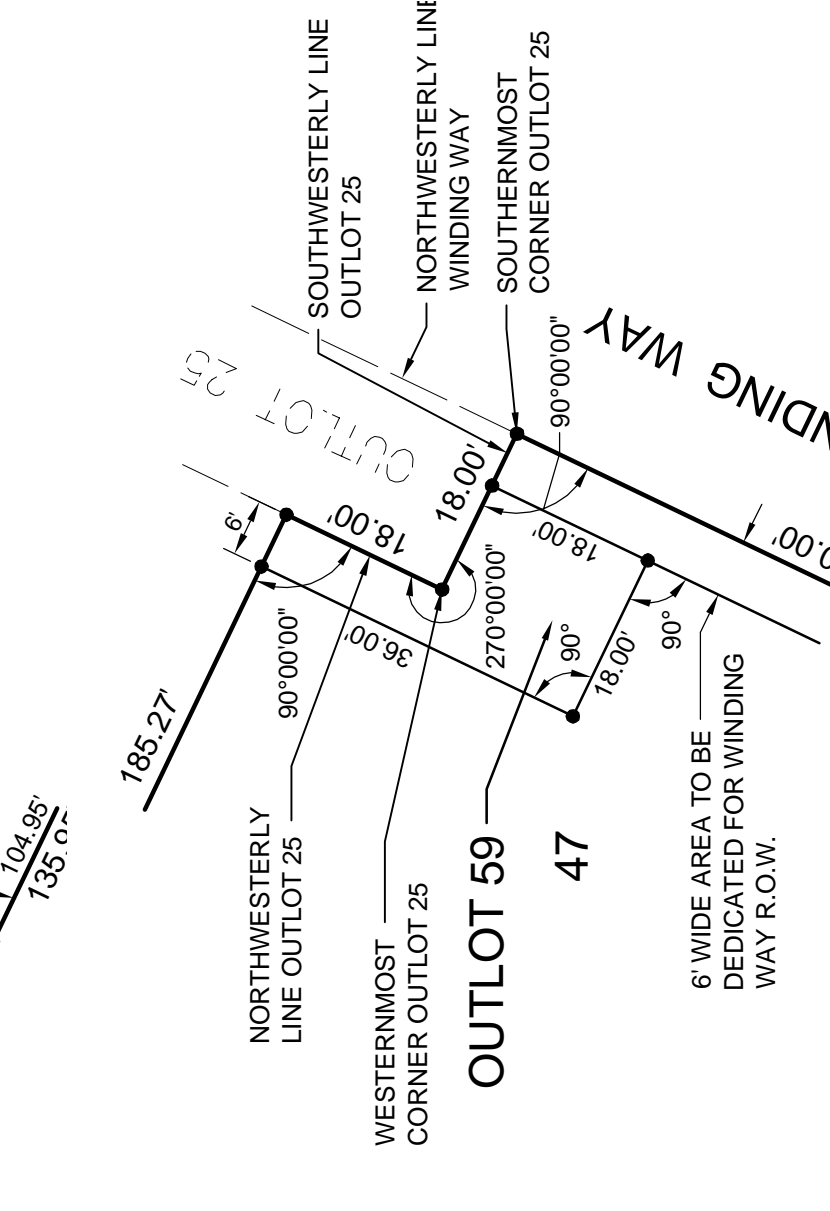 SOUTHWESTERLY LINE
OUTLOT 25
NORTHWESTERLY LINE
WINDING WAY
SOUTHERNMOST
CORNER OUTLOT 25
OUTLOT 25
6'
18.00'
18.00'
90°00'00"
18.00'
NDING WAY
185.27'
90°00'00"
36.00'
270°00'00"
90°
18.00'
90°
104.95'
NORTHWESTERLY
LINE OUTLOT 25
WESTERNMOST
CORNER OUTLOT 25
OUTLOT 59
47
6' WIDE AREA TO BE
DEDICATED FOR WINDING
WAY R.O.W.